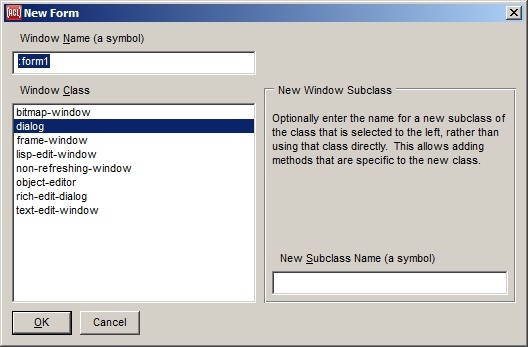 ACL New Form
Window Name (a symbol)
:form1
Window Class
bitmap-window
dialog
frame-window
lisp-edit-window
non-refreshing-window
object-editor
rich-edit-dialog
text-edit-window
New Window Subclass
Optionally enter the name for a new subclass of
the class that is selected to the left, rather than
using that class directly.  This allows adding
methods that are specific to the new class.
New Subclass Name (a symbol)
OK
Cancel